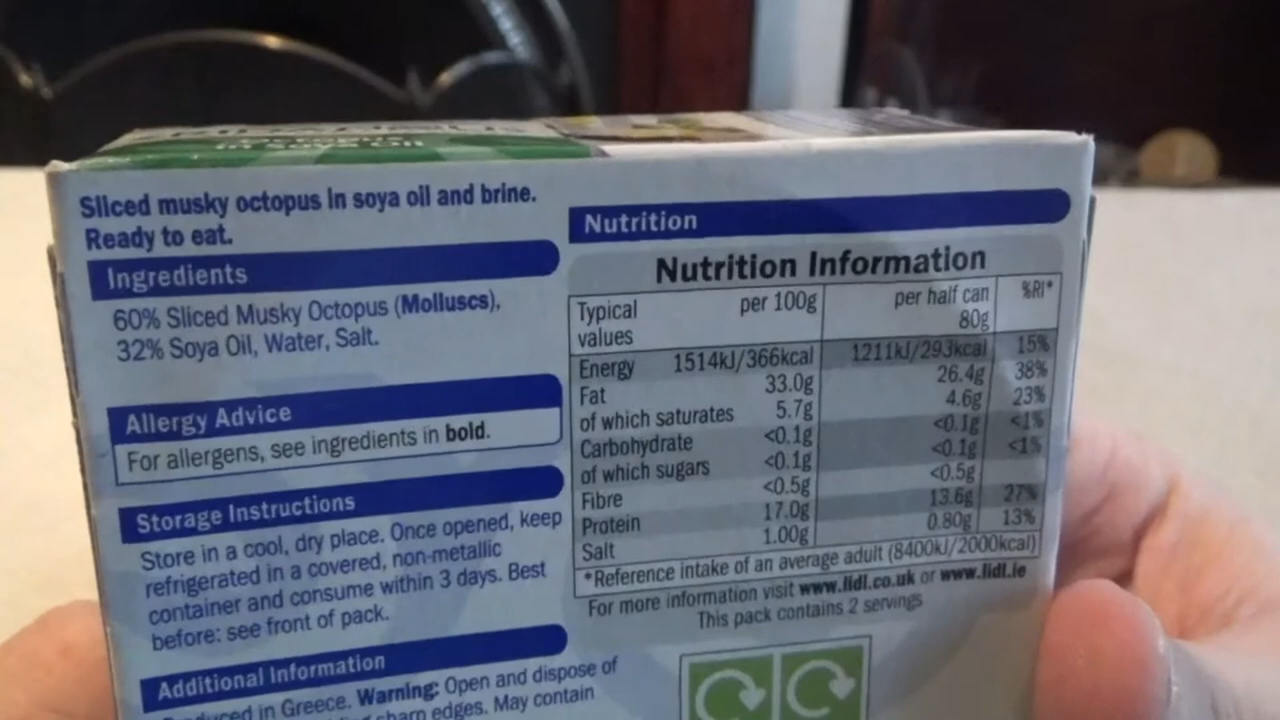 in Soya Oil
Sliced musky octopus in soya oil and brine.
Ready to eat.
Ingredients
60% Sliced Musky Octopus (Molluscs),
32% Soya Oil, Water, Salt.
Allergy Advice
For allergens, see ingredients in bold.
Storage Instructions
Store in a cool, dry place. Once opened, keep
refrigerated in a covered, non-metallic
container and consume within 3 days. Best
before: see front of pack.
Additional Information
in Greece. Warning: Open and dispose of
sharp edges. May contain
Nutrition
Nutrition Information
Typical values per 100g per half can 80g %RI*
Energy 1514kJ/366kcal 1211kJ/293kcal 15%
Fat 33.0g 26.4g 38%
of which saturates 5.7g 4.6g 23%
Carbohydrate <0.1g <0.1g <1%
of which sugars <0.1g <0.1g <1%
Fibre <0.5g <0.5g
Protein 17.0g 13.6g 27%
Salt 1.00g 0.80g 13%
*Reference intake of an average adult (8400kJ/2000kcal)
For more information visit www.lidl.co.uk or www.lidl.ie
This pack contains 2 servings